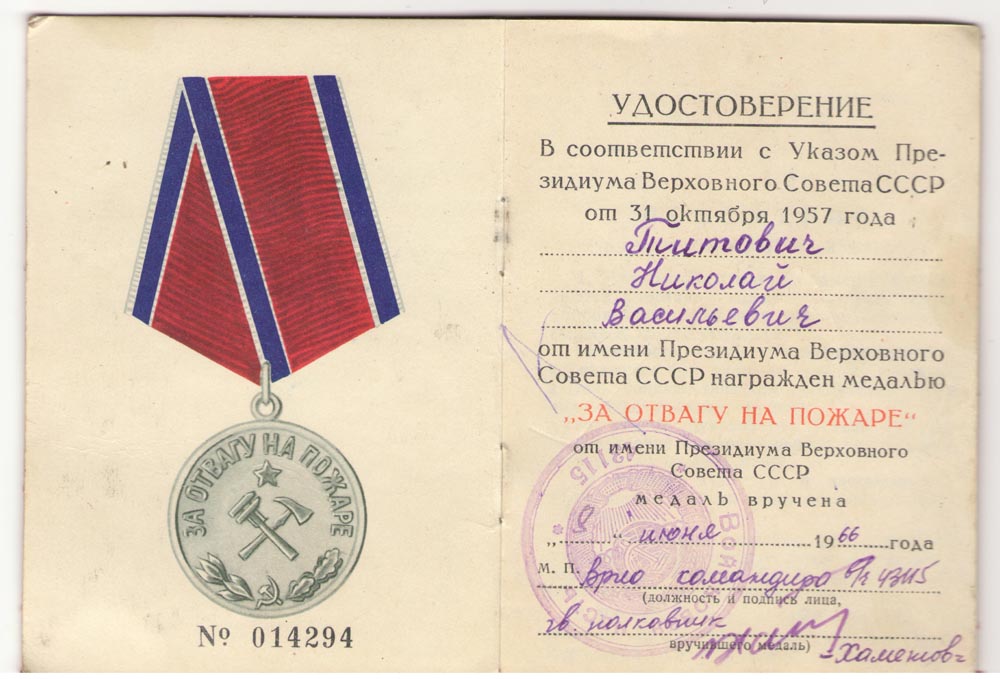 ЗА ОТВАГУ НА ПОЖАРЕ
№ 014294
УДОСТОВЕРЕНИЕ
В соответствии с Указом Пре-
зидиума Верховного Совета СССР
от 31 октября 1957 года
Титович
Николай
Васильевич
от имени Президиума Верховного
Совета СССР награжден медалью
„ЗА ОТВАГУ НА ПОЖАРЕ“
от имени Президиума Верховного
Совета СССР
медаль вручена
„ “ июня 1966 года
М. П. Врио командира в/ч 43115
(должность и подпись лица,
гв. полковник
вручившего медаль) -Хаметов-
43115